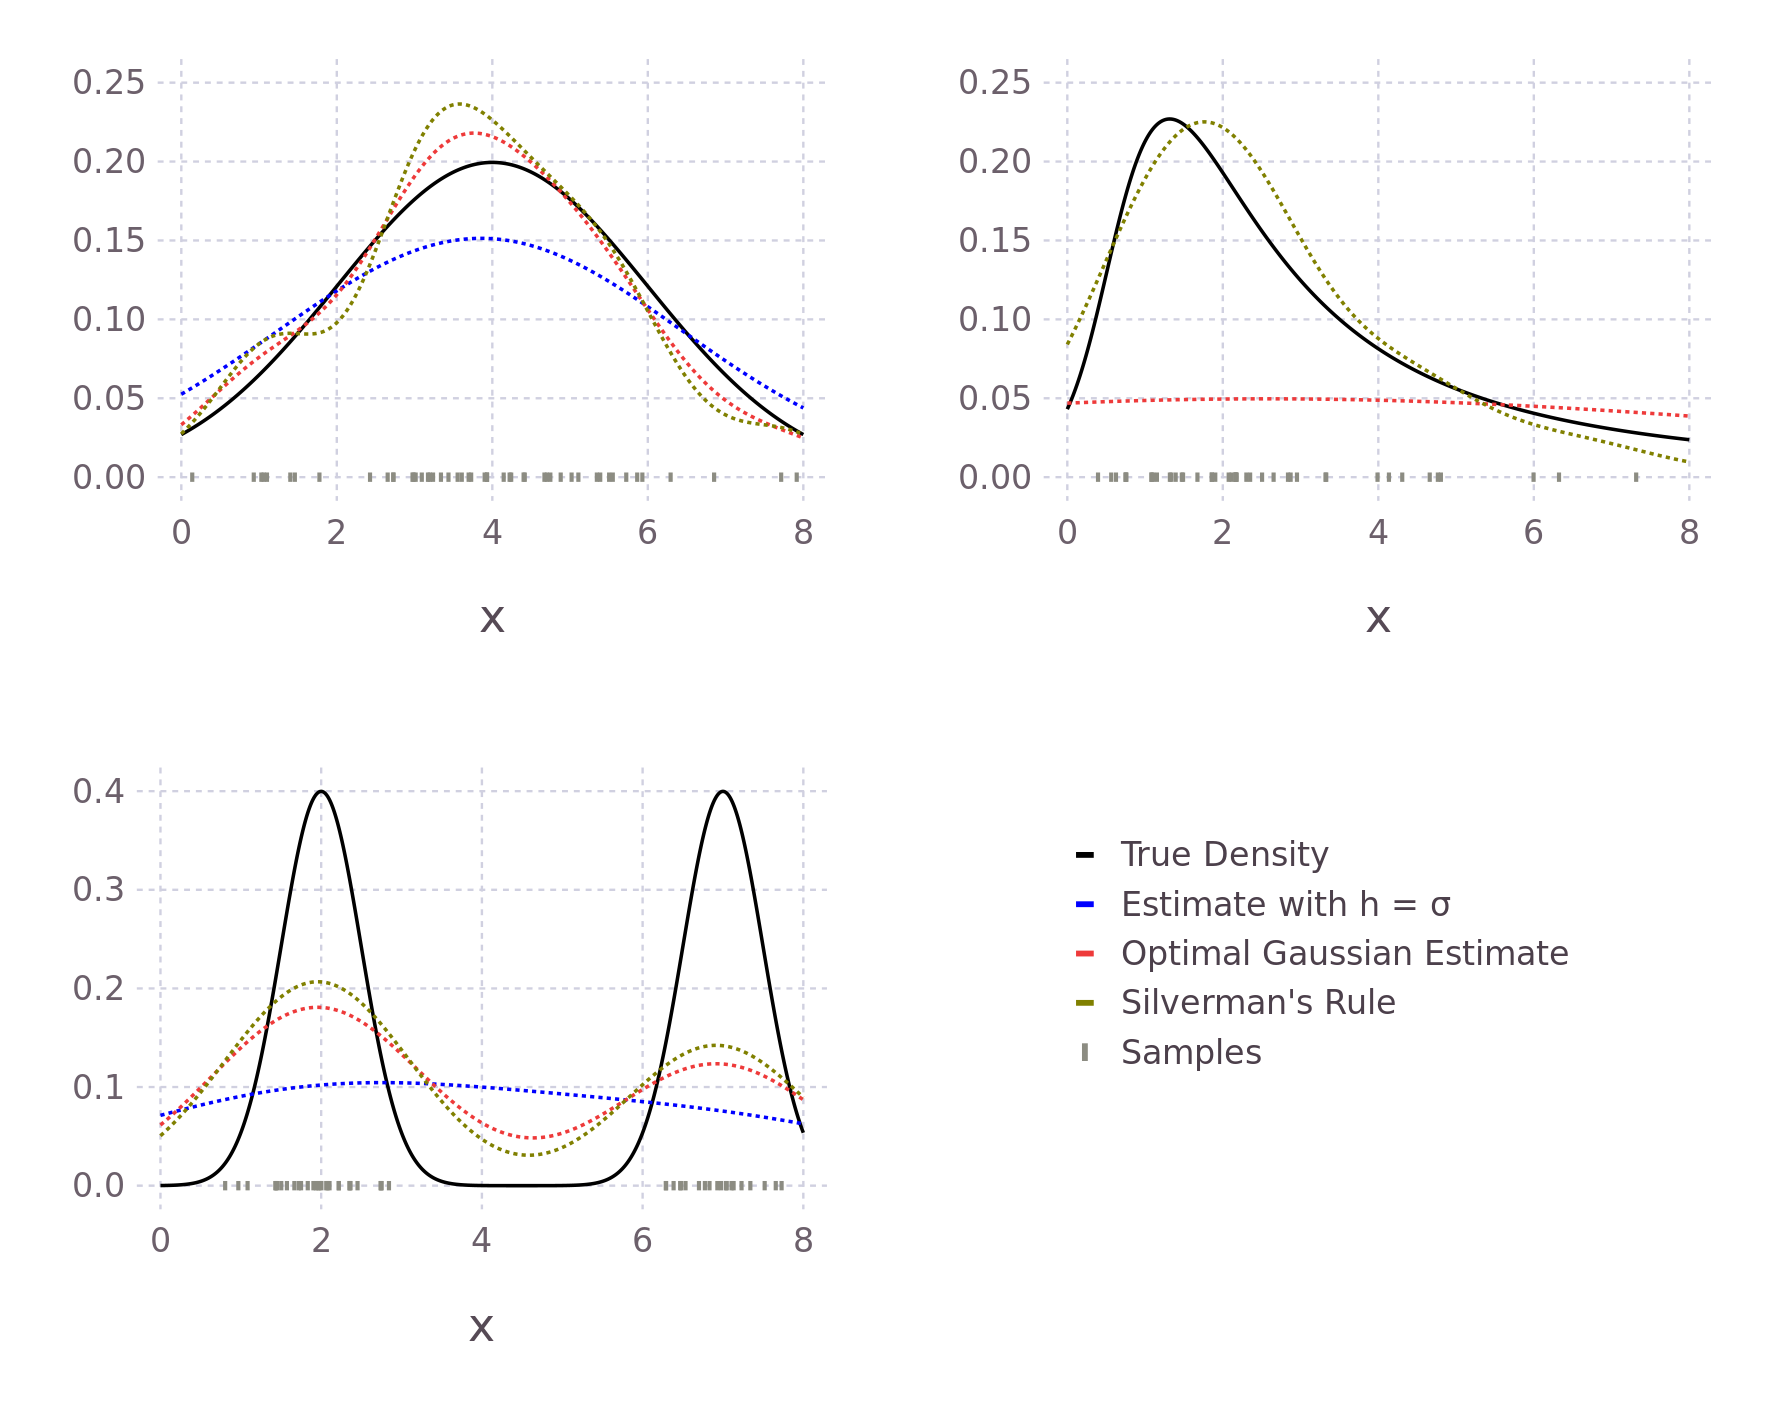 0.25
0.20
0.15
0.10
0.05
0.00
0 2 4 6 8
x
0.25
0.20
0.15
0.10
0.05
0.00
0 2 4 6 8
x
0.4
0.3
0.2
0.1
0.0
0 2 4 6 8
x
True Density
Estimate with h = σ
Optimal Gaussian Estimate
Silverman's Rule
Samples